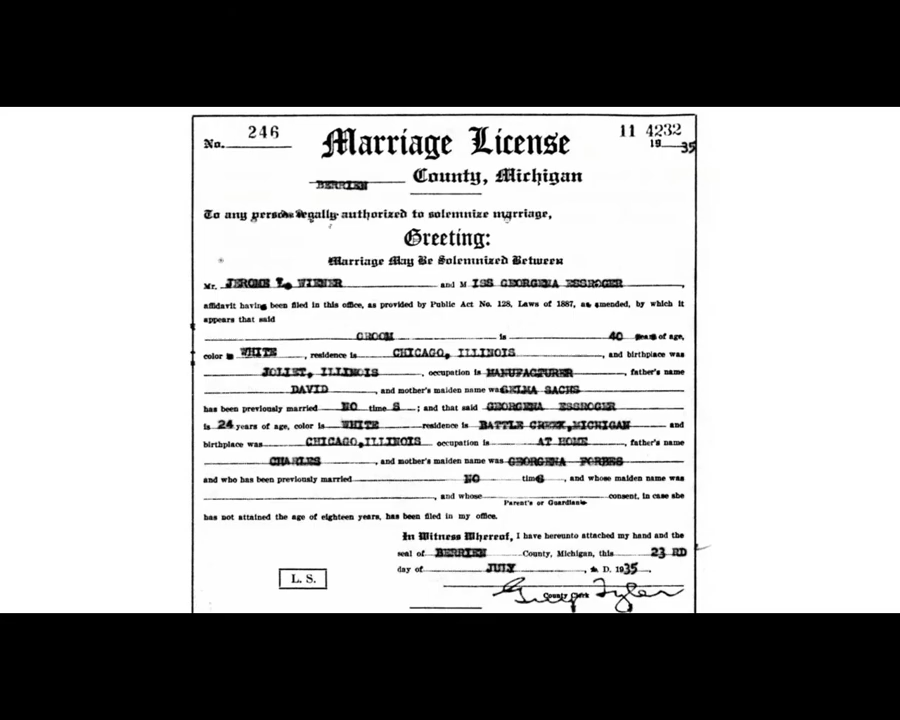 No. 246
11 4232
Marriage License
1935
BERRIEN County, Michigan
To any person legally authorized to solemnize marriage,
Greeting:
Marriage May Be Solemnized Between
Mr. JEROME L. WIENER and M ISS GEORGENA ESSROGER ,
affidavit having been filed in this office, as provided by Public Act No. 128, Laws of 1887, as amended, by which it
appears that said
GROOM is 40 years of age,
color is WHITE , residence is CHICAGO, ILLINOIS , and birthplace was
JOLIET, ILLINOIS , occupation is MANUFACTURER , father's name
DAVID , and mother's maiden name was SELMA SACHS
has been previously married NO time S ; and that said GEORGENA ESSROGER
is 24 years of age, color is WHITE residence is BATTLE CREEK, MICHIGAN and
birthplace was CHICAGO, ILLINOIS occupation is AT HOME , father's name
CHARLES , and mother's maiden name was GEORGENA FORBES
and who has been previously married NO times , and whose maiden name was
, and whose consent, in case she
Parent's or Guardian's
has not attained the age of eighteen years, has been filed in my office.
In Witness Whereof, I have hereunto attached my hand and the
seal of BERRIEN County, Michigan, this 23 RD
day of JULY , A. D. 1935 .
L. S.
Tyler
County Clerk